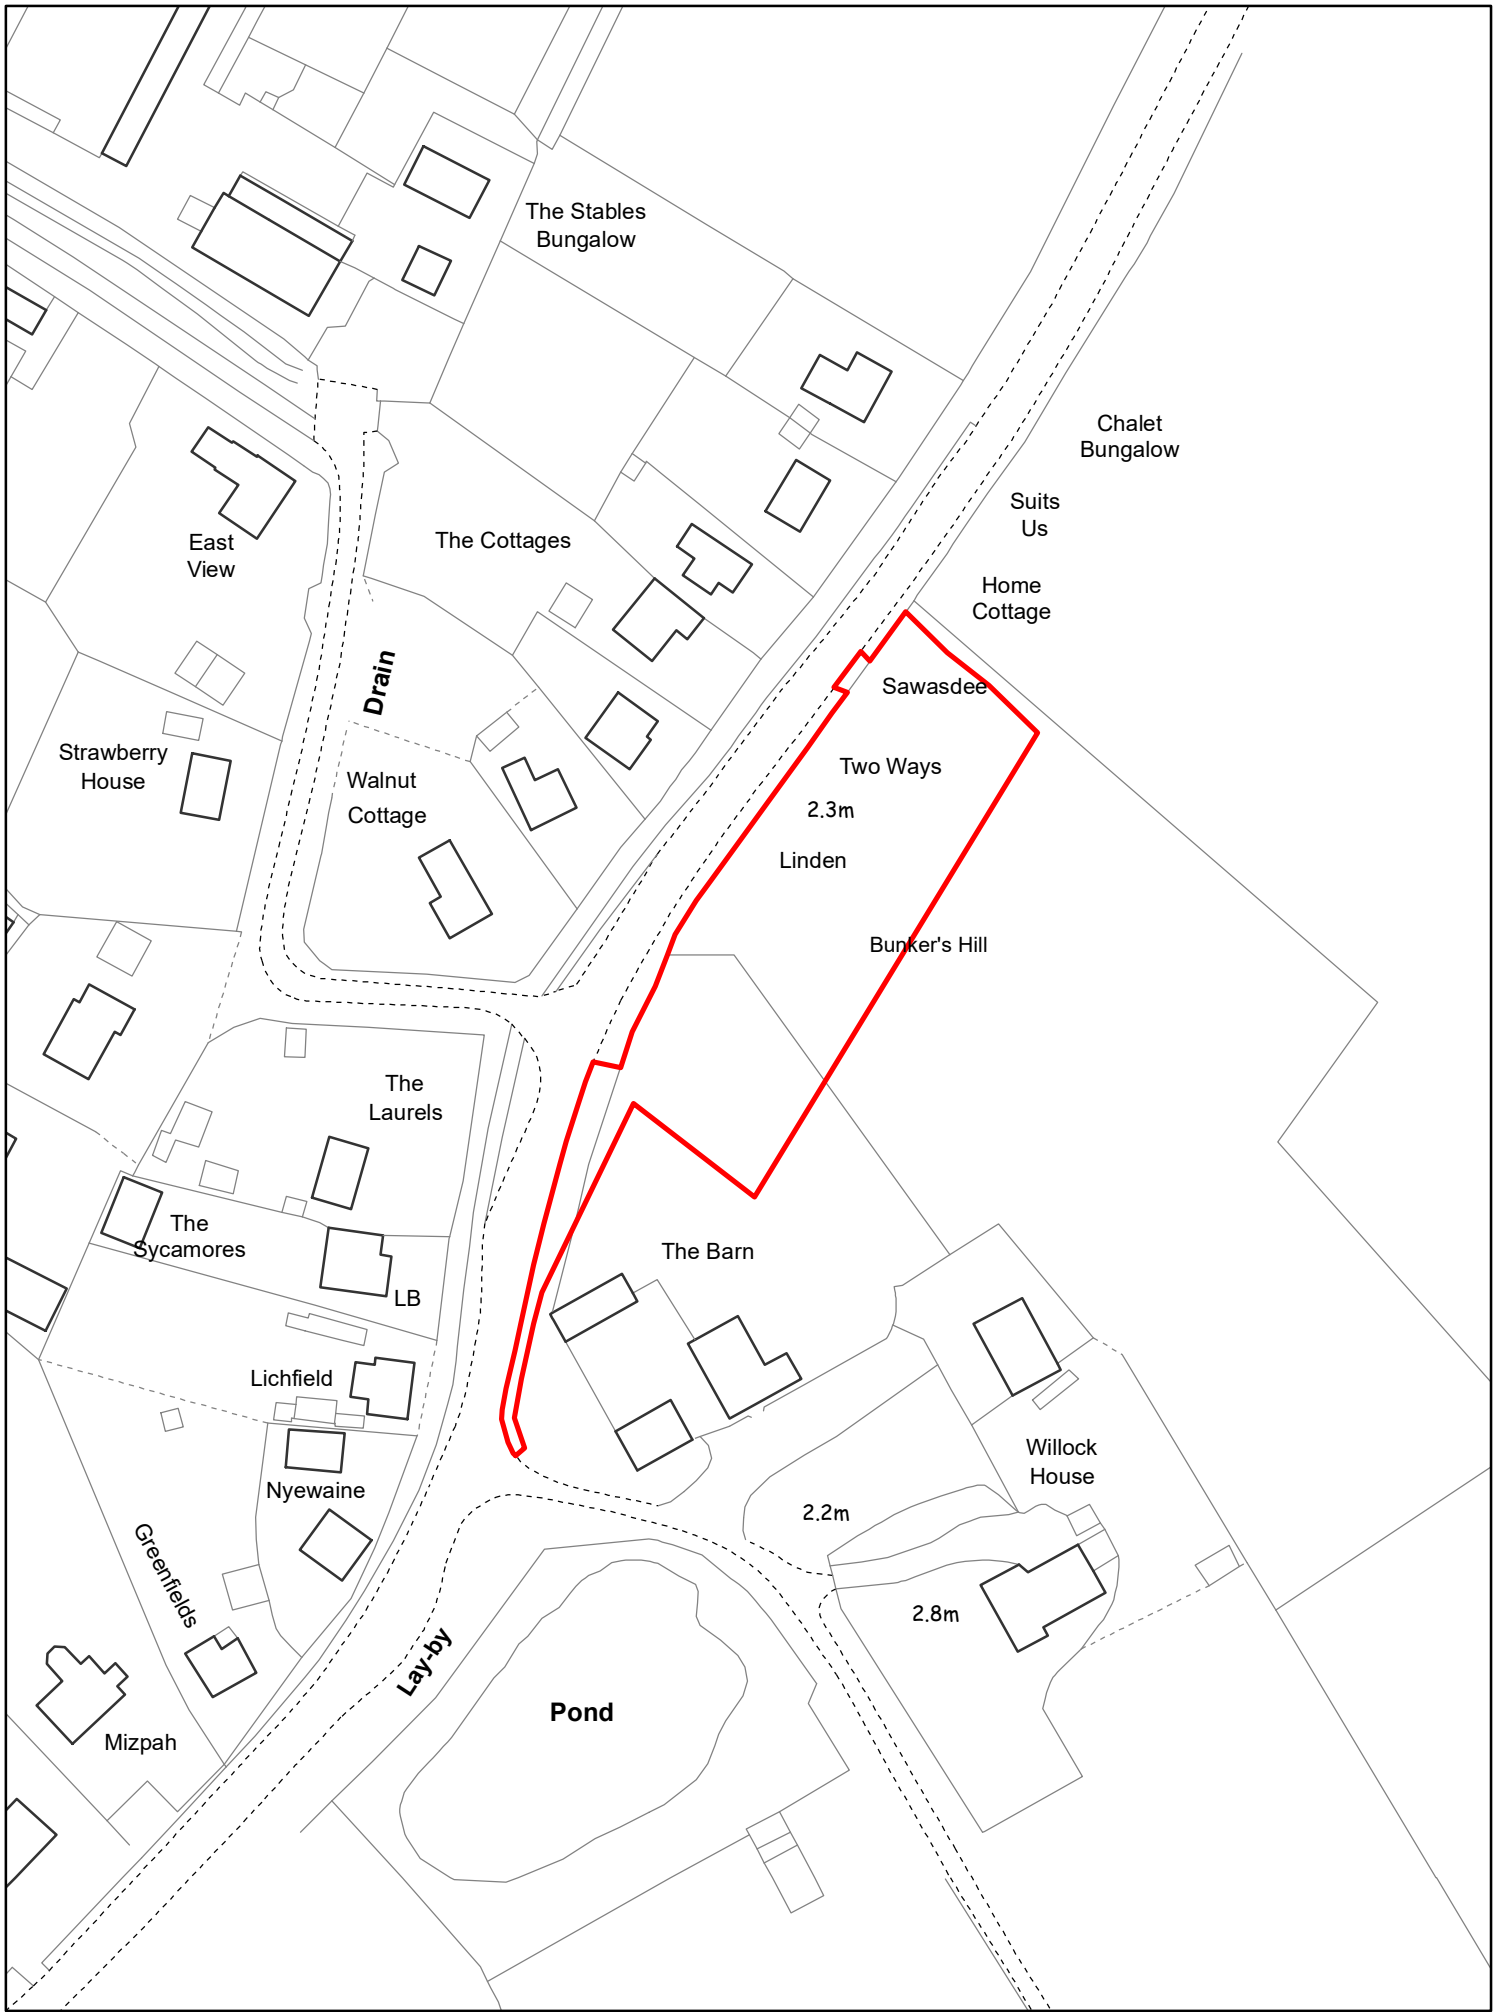 The Stables
Bungalow
Chalet
Bungalow
Suits
Us
East
View
The Cottages
Home
Cottage
Drain
Sawasdee
Strawberry
House
Walnut
Cottage
Two Ways
2.3m
Linden
Bunker's Hill
The
Laurels
The
Sycamores
The Barn
LB
Lichfield
Willock
House
Nyewaine
2.2m
Greenfields
2.8m
Lay-by
Pond
Mizpah